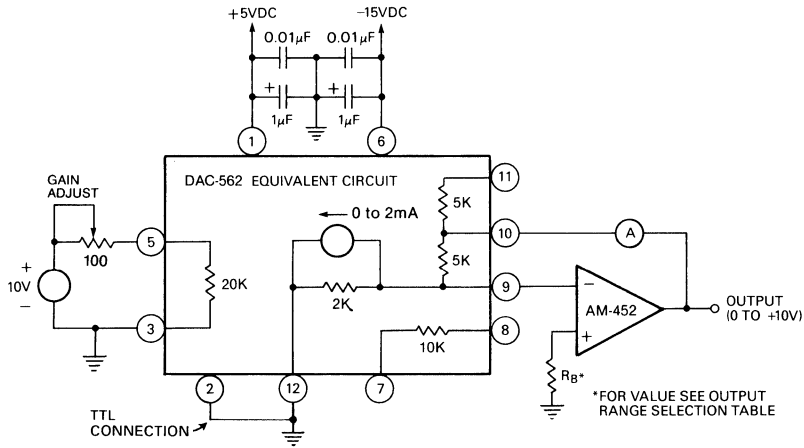 +5VDC
-15VDC
0.01µF
0.01µF
+
+
1µF
1µF
1
6
DAC-562 EQUIVALENT CIRCUIT
11
GAIN
ADJUST
0 to 2mA
5K
5
10
A
100
5K
+
10V
-
20K
2K
9
-
AM-452
+
OUTPUT
(0 TO +10V)
3
10K
8
RB*
2
12
7
*FOR VALUE SEE OUTPUT
RANGE SELECTION TABLE
TTL
CONNECTION